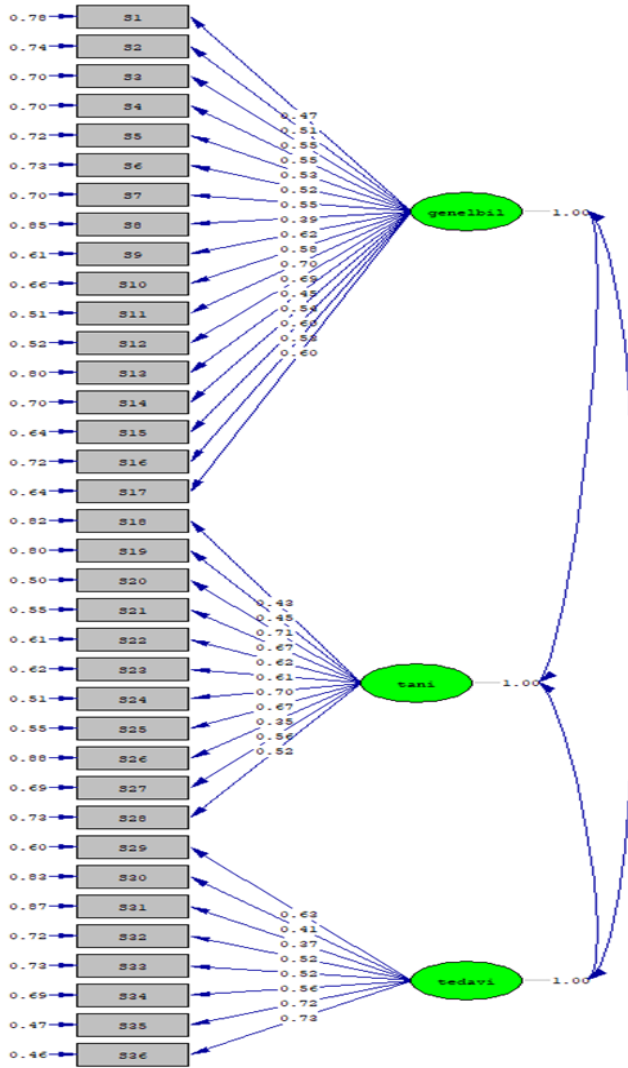 0.78 S1
0.74 S2
0.70 S3
0.70 S4
0.72 S5
0.73 S6
0.70 S7
0.85 S8
0.61 S9
0.66 S10
0.51 S11
0.52 S12
0.80 S13
0.70 S14
0.64 S15
0.72 S16
0.64 S17
0.82 S18
0.80 S19
0.50 S20
0.55 S21
0.61 S22
0.62 S23
0.51 S24
0.55 S25
0.88 S26
0.69 S27
0.73 S28
0.60 S29
0.83 S30
0.87 S31
0.72 S32
0.73 S33
0.69 S34
0.47 S35
0.46 S36
0.47
0.51
0.55
0.55
0.53
0.52
0.55
0.39
0.62
0.58
0.70
0.69
0.45
0.54
0.60
0.53
0.60
genelbil 1.00
0.43
0.45
0.71
0.67
0.62
0.61
0.70
0.67
0.35
0.56
0.52
tani 1.00
0.63
0.41
0.37
0.52
0.52
0.56
0.72
0.73
tedavi 1.00